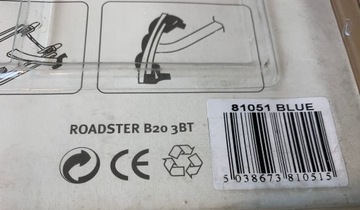 81051 BLUE
ROADSTER B20 3BT
CE
5 038673 810515